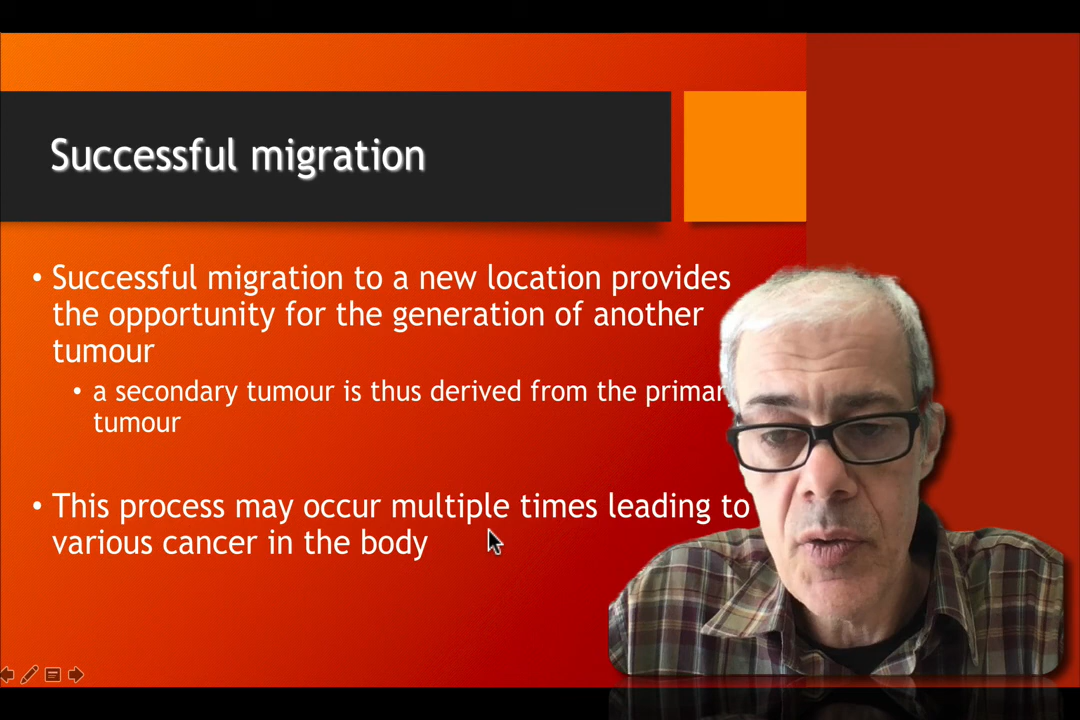 Successful migration
• Successful migration to a new location provides
the opportunity for the generation of another
tumour
• a secondary tumour is thus derived from the
tumour
• This process may occur multiple times leading to
various cancer in the body